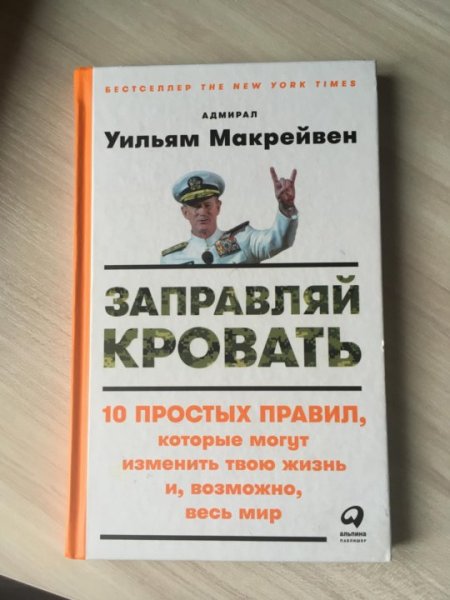 БЕСТСЕЛЛЕР THE NEW YORK TIMES
АДМИРАЛ
Уильям Макрейвен
ЗАПРАВЛЯЙ
КРОВАТЬ
10 ПРОСТЫХ ПРАВИЛ,
которые могут
изменить твою жизнь
и, возможно,
весь мир
альпина
ПАБЛИШЕР